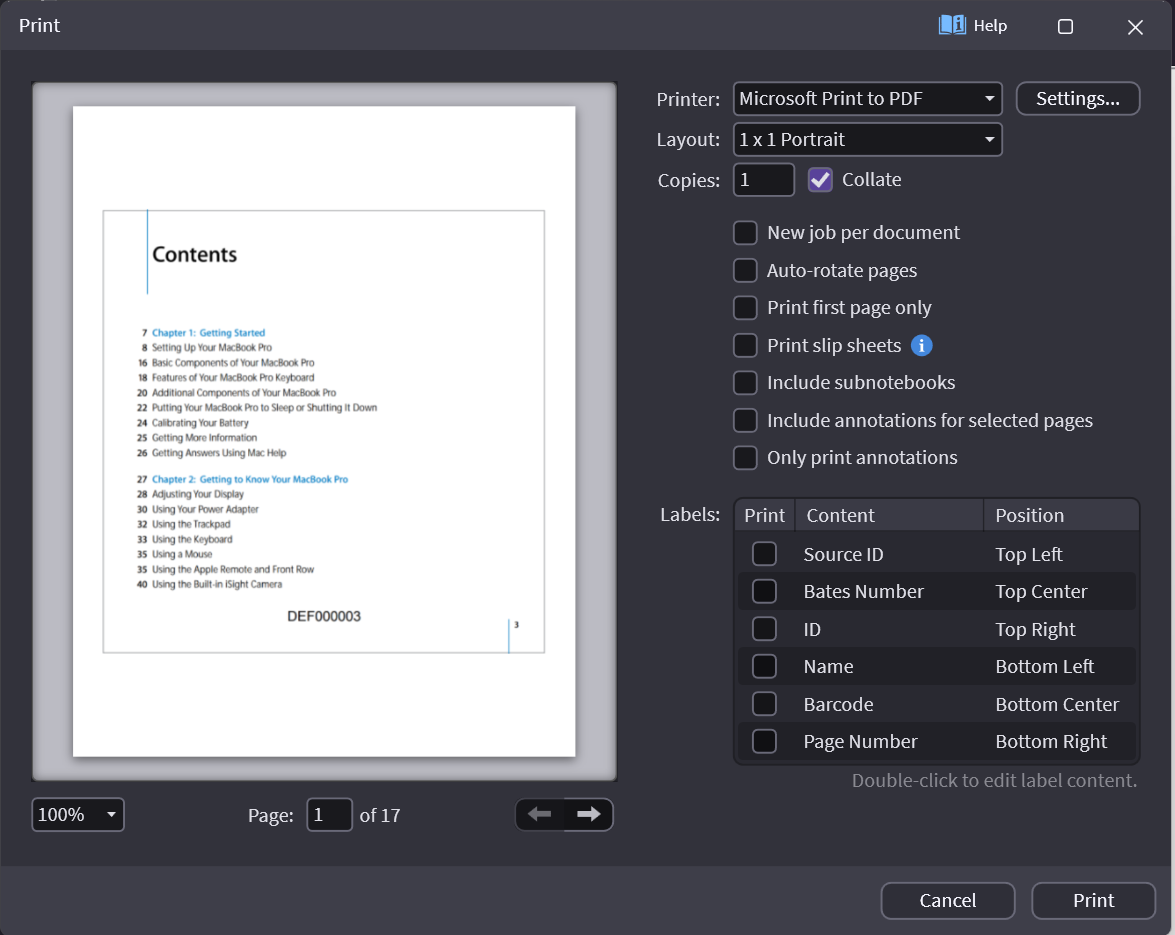 Print
Help
Contents
7 Chapter 1: Getting Started
8 Setting Up Your MacBook Pro
16 Basic Components of Your MacBook Pro
18 Features of Your MacBook Pro Keyboard
20 Additional Components of Your MacBook Pro
22 Putting Your MacBook Pro to Sleep or Shutting It Down
24 Calibrating Your Battery
25 Getting More Information
26 Getting Answers Using Mac Help
27 Chapter 2: Getting to Know Your MacBook Pro
28 Adjusting Your Display
30 Using Your Power Adapter
32 Using the Trackpad
33 Using the Keyboard
35 Using a Mouse
35 Using the Apple Remote and Front Row
40 Using the Built-in iSight Camera
DEF000003
3
100%
Page: 1 of 17
Printer: Microsoft Print to PDF Settings...
Layout: 1 x 1 Portrait
Copies: 1 Collate
New job per document
Auto-rotate pages
Print first page only
Print slip sheets
Include subnotebooks
Include annotations for selected pages
Only print annotations
Labels: Print Content Position
Source ID Top Left
Bates Number Top Center
ID Top Right
Name Bottom Left
Barcode Bottom Center
Page Number Bottom Right
Double-click to edit label content.
Cancel Print